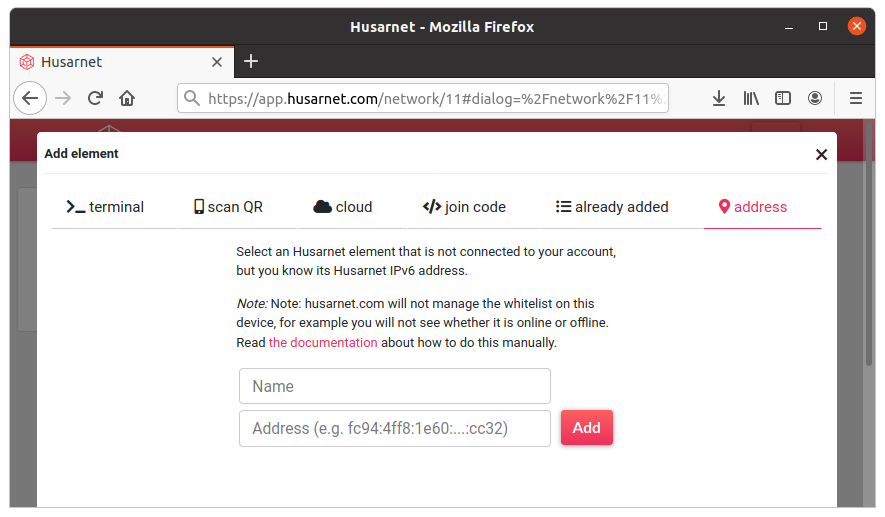 Husarnet - Mozilla Firefox
Husarnet
https://app.husarnet.com/network/11#dialog=%2Fnetwork%2F11%2
Add element
terminal
scan QR
cloud
join code
already added
address
Select an Husarnet element that is not connected to your account,
but you know its Husarnet IPv6 address.
Note: Note: husarnet.com will not manage the whitelist on this
device, for example you will not see whether it is online or offline.
Read the documentation about how to do this manually.
Name
Address (e.g. fc94:4ff8:1e60:...:cc32)
Add